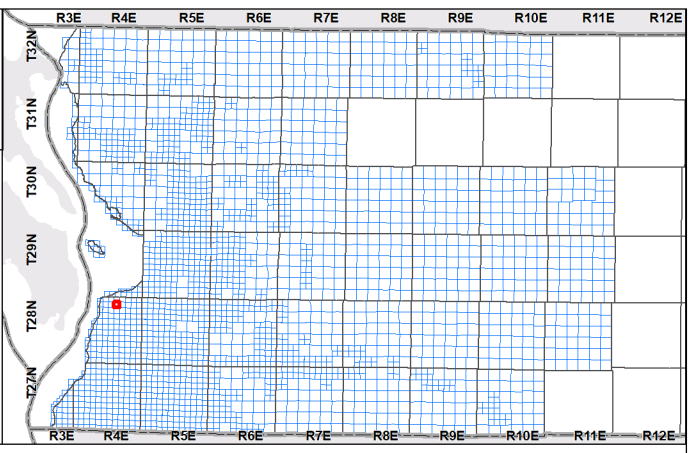 R3E R4E R5E R6E R7E R8E R9E R10E R11E R12E
T32N
T31N
T30N
T29N
T28N
T27N
R3E R4E R5E R6E R7E R8E R9E R10E R11E R12E